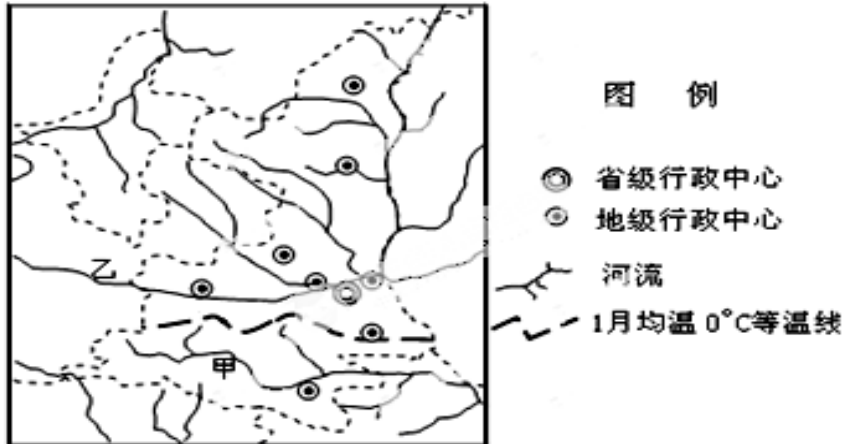 图 例
省级行政中心
地级行政中心
乙
河流
1月均温 0°C等温线
甲